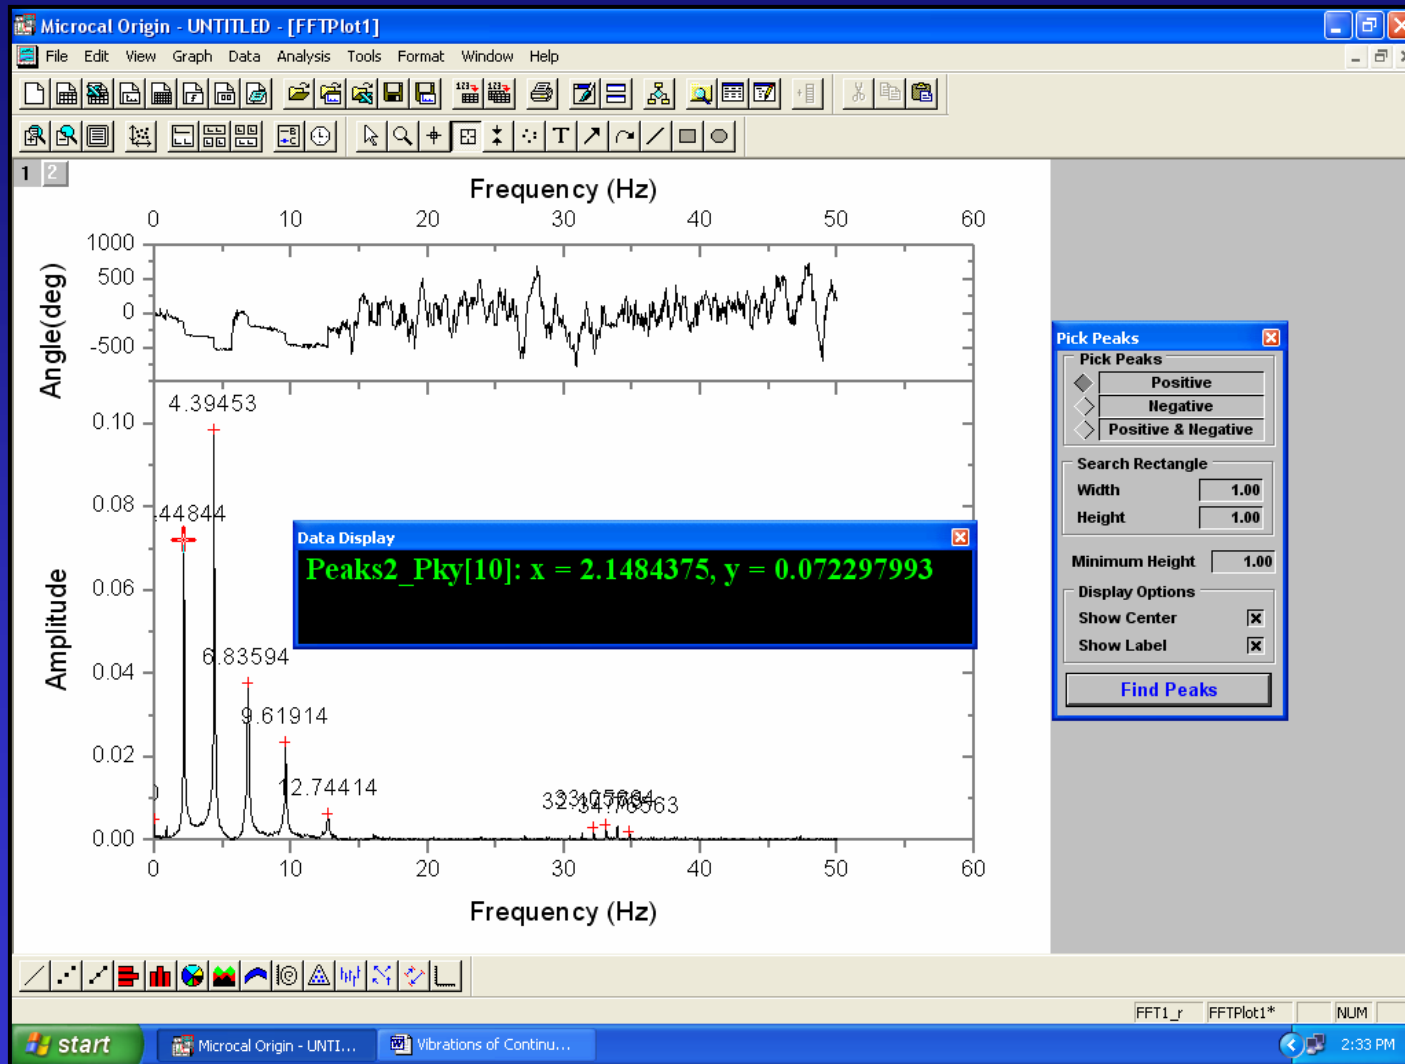 Microcal Origin - UNTITLED - [FFTPlot1]
File Edit View Graph Data Analysis Tools Format Window Help
1 2
Frequency (Hz)
0 10 20 30 40 50 60
1000
500
0
-500
Angle(deg)
4.39453
0.10
0.08
.44844
0.06
Amplitude
6.83594
0.04
9.61914
0.02
12.74414
0.00
0 10 20 30 40 50 60
Frequency (Hz)
Data Display
Peaks2_Pky[10]: x = 2.1484375, y = 0.072297993
Pick Peaks
Pick Peaks
Positive
Negative
Positive & Negative
Search Rectangle
Width 1.00
Height 1.00
Minimum Height 1.00
Display Options
Show Center
Show Label
Find Peaks
FFT1_r FFTPlot1* NUM
start Microcal Origin - UNTI... Vibrations of Continu... 2:33 PM